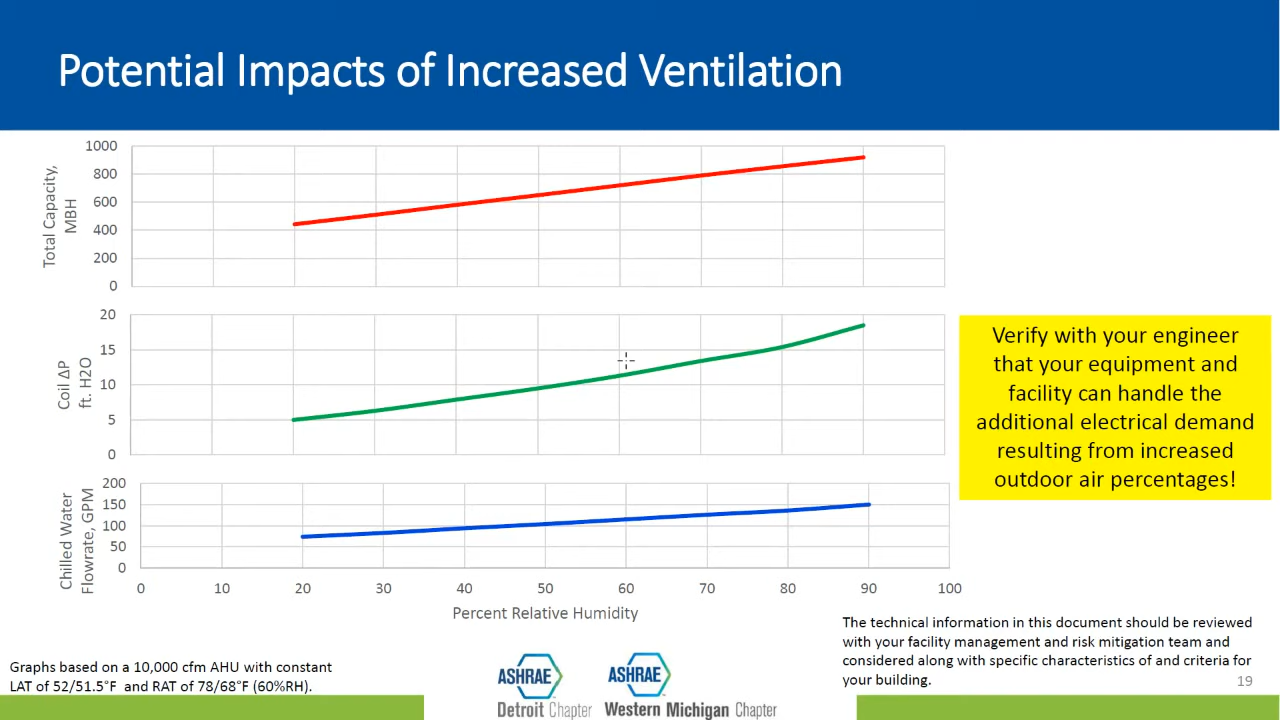 Potential Impacts of Increased Ventilation
Total Capacity,
MBH
1000
800
600
400
200
0
Coil ΔP
ft. H2O
20
15
10
5
0
Chilled Water
Flowrate, GPM
200
150
100
50
0
0 10 20 30 40 50 60 70 80 90 100
Percent Relative Humidity
Verify with your engineer
that your equipment and
facility can handle the
additional electrical demand
resulting from increased
outdoor air percentages!
Graphs based on a 10,000 cfm AHU with constant
LAT of 52/51.5°F and RAT of 78/68°F (60%RH).
ASHRAE
Detroit Chapter
ASHRAE
Western Michigan Chapter
The technical information in this document should be reviewed
with your facility management and risk mitigation team and
considered along with specific characteristics of and criteria for
your building.
19